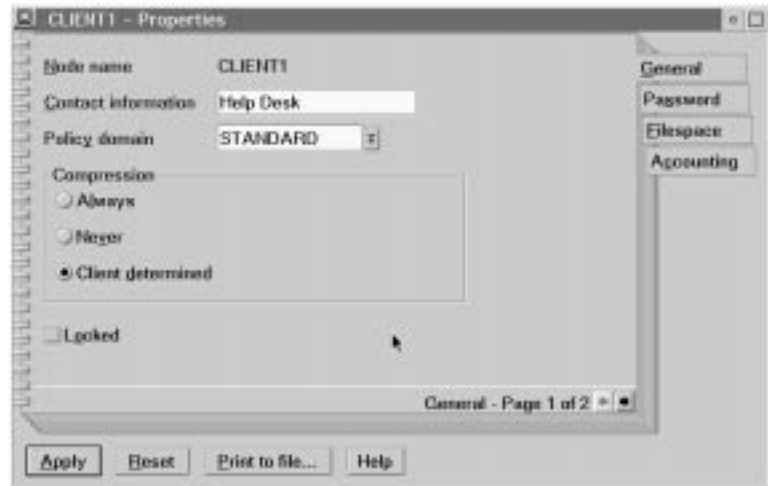 CLIENT1 - Properties
Node name CLIENT1
Contact information Help Desk
Policy domain STANDARD
Compression
Always
Never
Client determined
Locked
General - Page 1 of 2
General
Password
Filespace
Accounting
Apply Reset Print to file... Help